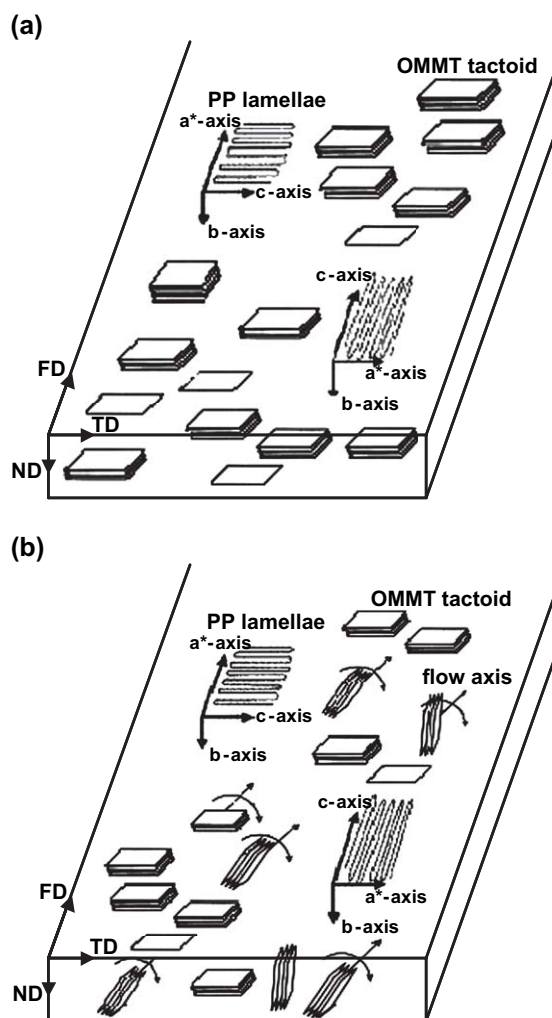 (a)
OMMT tactoid
PP lamellae
a*-axis
c-axis
b-axis
c-axis
a*-axis
b-axis
FD
TD
ND
(b)
OMMT tactoid
PP lamellae
a*-axis
flow axis
c-axis
b-axis
c-axis
a*-axis
b-axis
FD
TD
ND